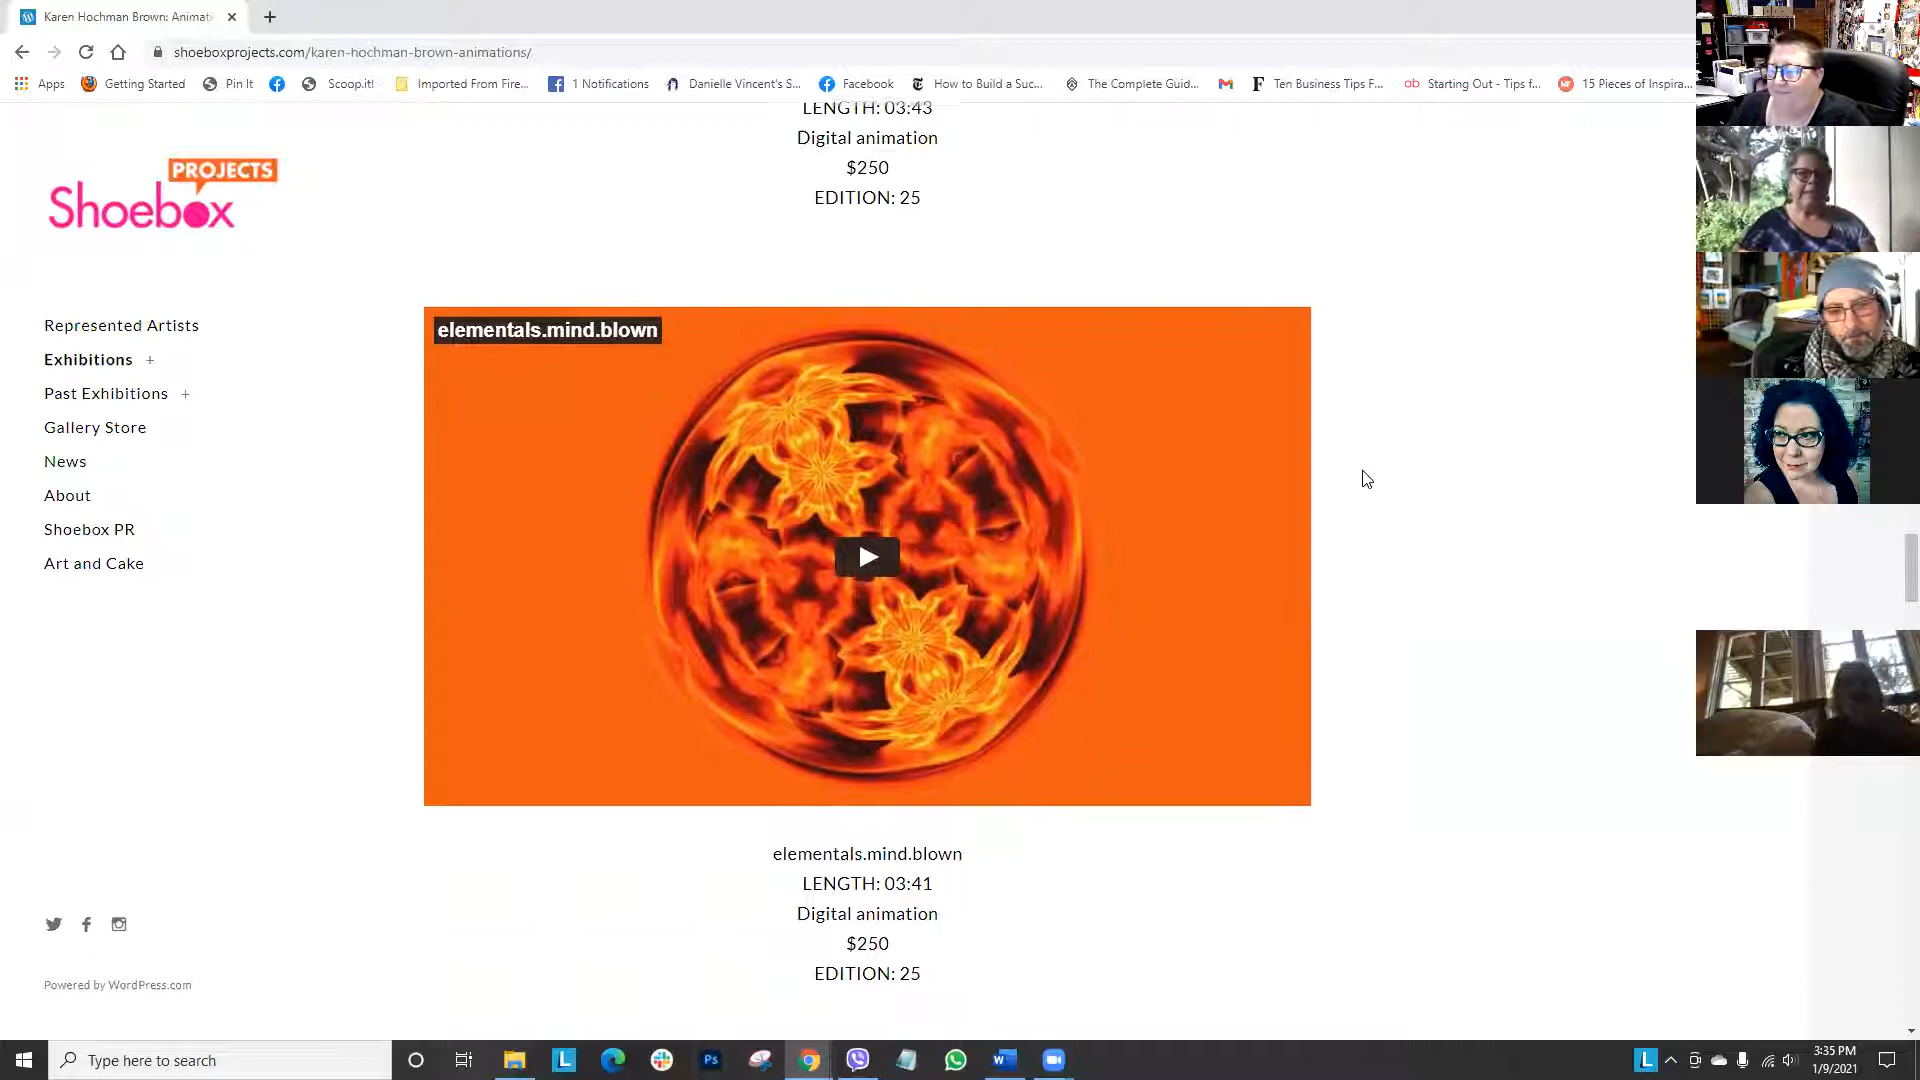 Karen Hochman Brown: Animati
shoeboxprojects.com/karen-hochman-brown-animations/
Apps
Getting Started
Pin It
Scoop.it!
Imported From Fire...
1 Notifications
Danielle Vincent's S...
Facebook
How to Build a Suc...
The Complete Guid...
Ten Business Tips F...
ab
Starting Out - Tips f...
15 Pieces of Inspira...
LENGTH: 03:43
Digital animation
$250
EDITION: 25
PROJECTS
Shoebox
Represented Artists
Exhibitions +
Past Exhibitions +
Gallery Store
News
About
Shoebox PR
Art and Cake
elementals.mind.blown
elementals.mind.blown
LENGTH: 03:41
Digital animation
$250
EDITION: 25
Powered by WordPress.com
Type here to search
L
Ps
W
L
3:35 PM
1/9/2021